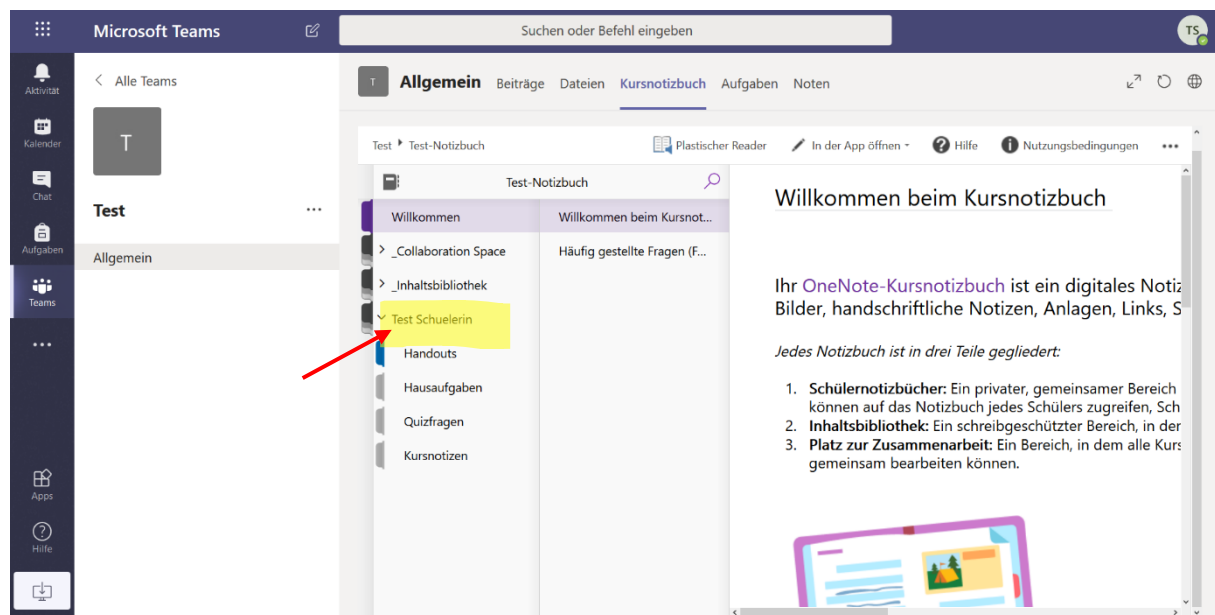 Microsoft Teams
Suchen oder Befehl eingeben
TS
Aktivität
Kalender
Chat
Aufgaben
Teams
Apps
Hilfe
Alle Teams
T
Test
Allgemein
T
Allgemein Beiträge Dateien Kursnotizbuch Aufgaben Noten
Test Test-Notizbuch
Plastischer Reader In der App öffnen Hilfe Nutzungsbedingungen
Test-Notizbuch
Willkommen
_Collaboration Space
_Inhaltsbibliothek
Test Schuelerin
Handouts
Hausaufgaben
Quizfragen
Kursnotizen
Willkommen beim Kursnot...
Häufig gestellte Fragen (F...
Willkommen beim Kursnotizbuch
Ihr OneNote-Kursnotizbuch ist ein digitales Notiz
Bilder, handschriftliche Notizen, Anlagen, Links, S
Jedes Notizbuch ist in drei Teile gegliedert:
1. Schülernotizbücher: Ein privater, gemeinsamer Bereich
können auf das Notizbuch jedes Schülers zugreifen, Sch
2. Inhaltsbibliothek: Ein schreibgeschützter Bereich, in der
3. Platz zur Zusammenarbeit: Ein Bereich, in dem alle Kurs
gemeinsam bearbeiten können.